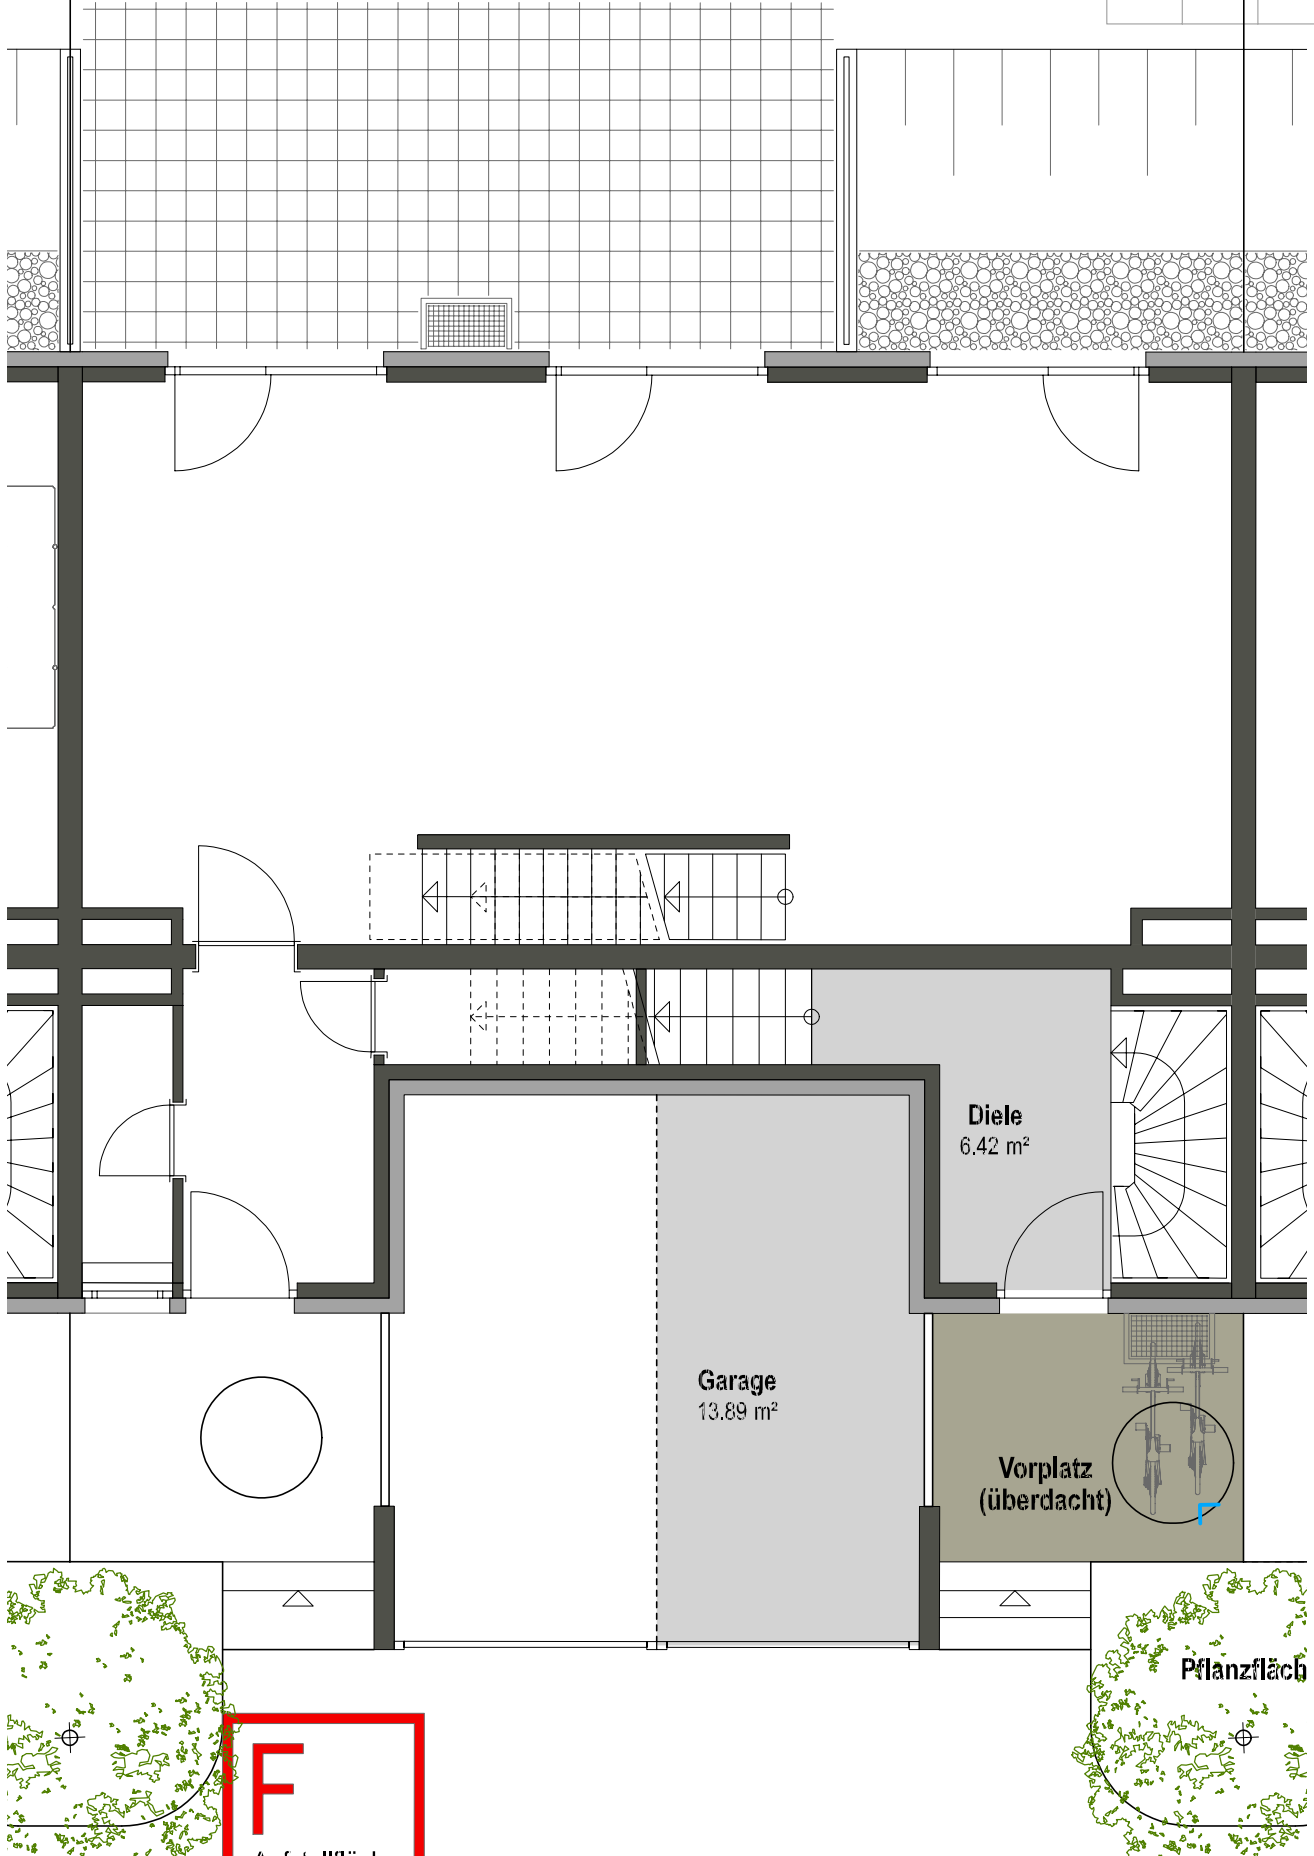 Diele
6.42 m²
Garage
13.89 m²
Vorplatz
(überdacht)
Pflanzfläch
F